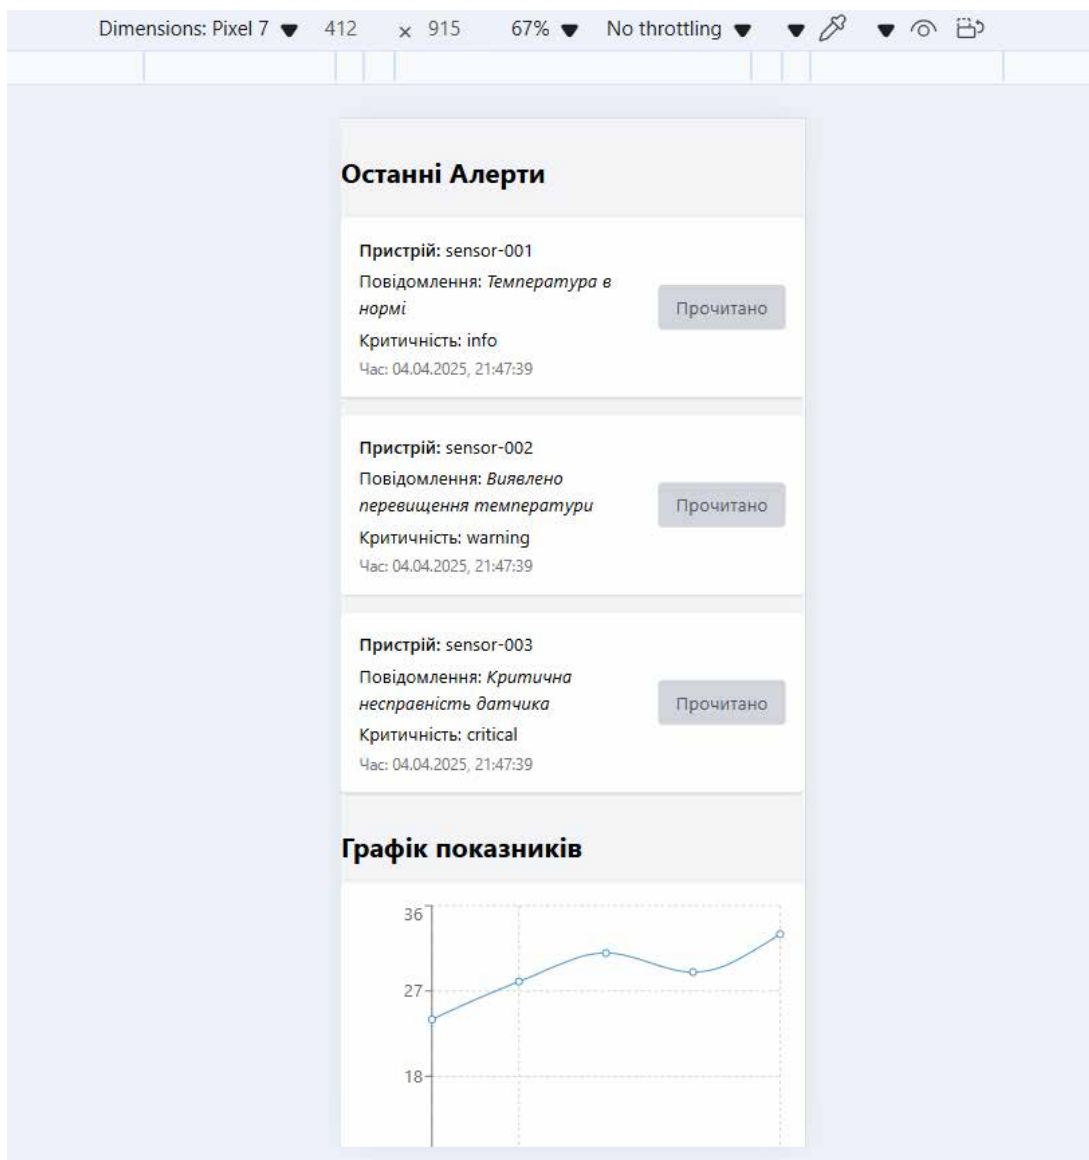 Dimensions: Pixel 7 412 × 915 67% No throttling
Останні Алерти
Пристрій: sensor-001
Повідомлення: Температура в
нормі
Прочитано
Критичність: info
Час: 04.04.2025, 21:47:39
Пристрій: sensor-002
Повідомлення: Виявлено
перевищення температури
Прочитано
Критичність: warning
Час: 04.04.2025, 21:47:39
Пристрій: sensor-003
Повідомлення: Критична
несправність датчика
Прочитано
Критичність: critical
Час: 04.04.2025, 21:47:39
Графік показників
36
27
18